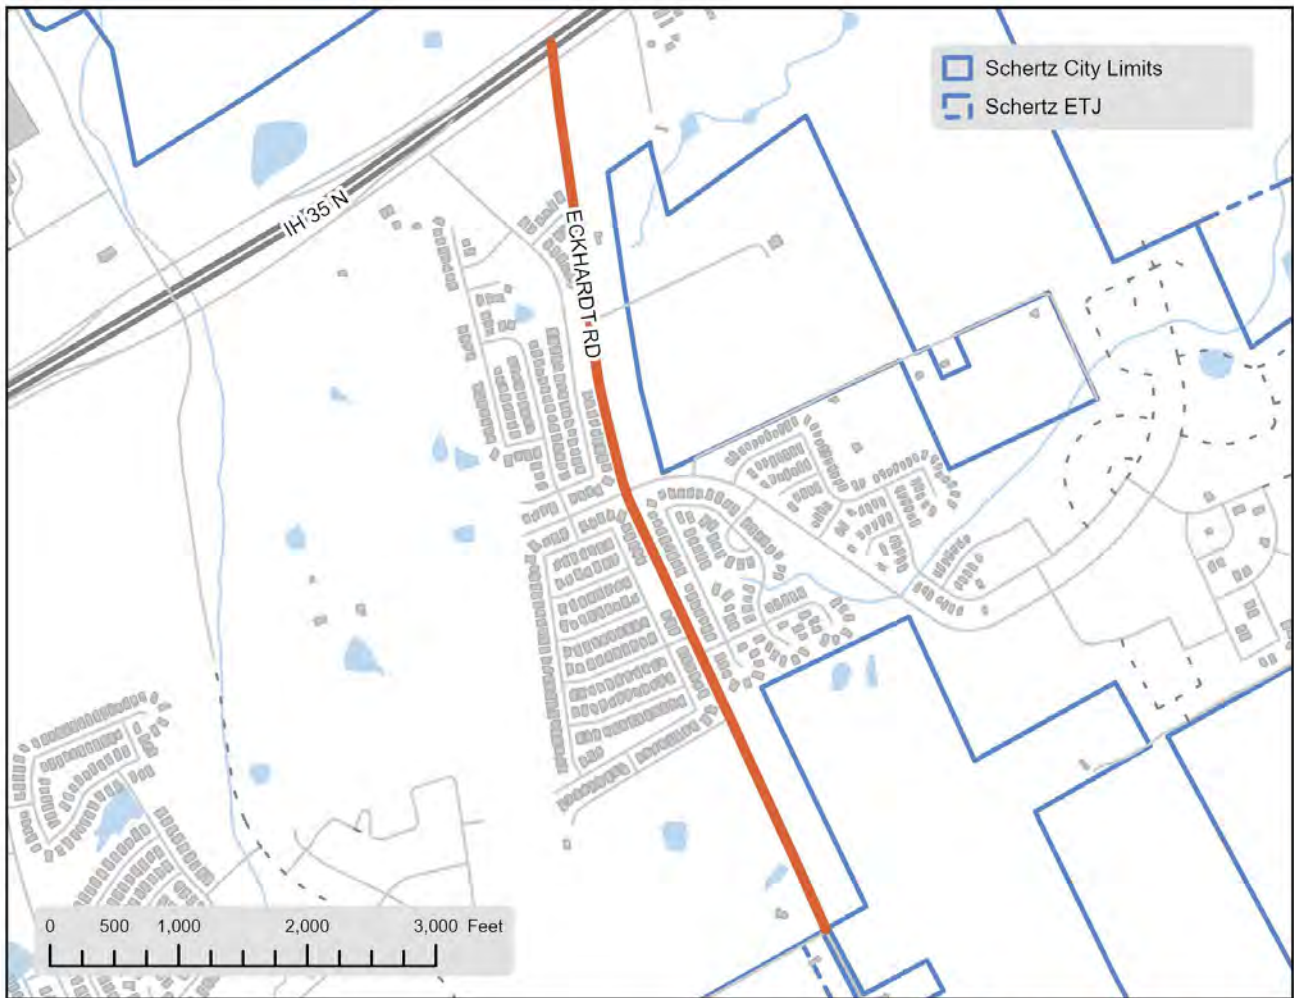 Schertz City Limits
Schertz ETJ
IH 35 N
ECKHARDT RD
0 500 1,000 2,000 3,000 Feet